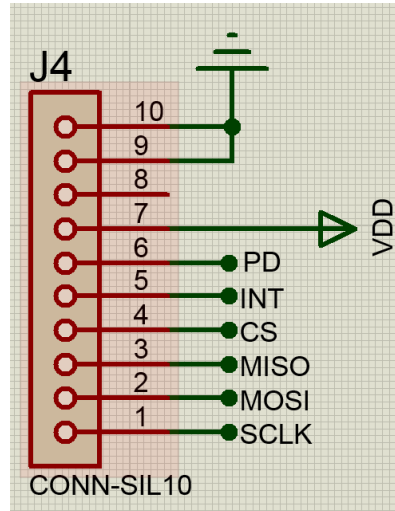 J4
10
9
8
7
VDD
6 PD
5 INT
4 CS
3 MISO
2 MOSI
1 SCLK
CONN-SIL10